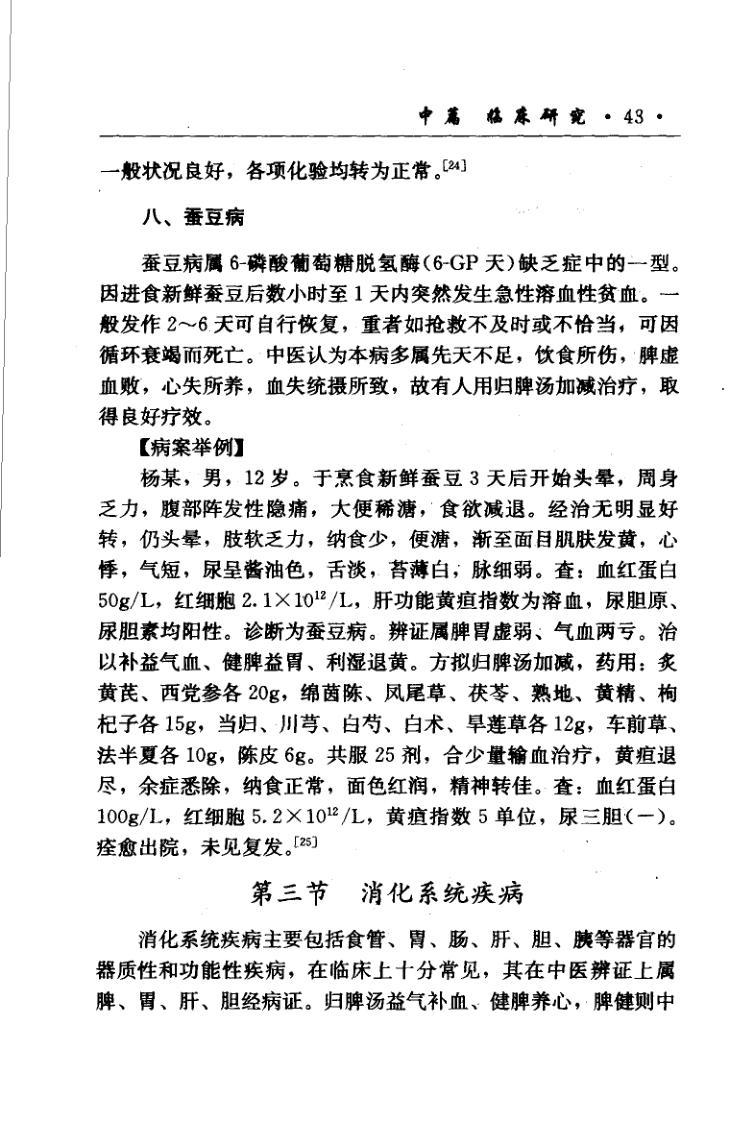 中篇 临床研究 · 43 ·
一般状况良好，各项化验均转为正常。[24]
八、蚕豆病
蚕豆病属 6-磷酸葡萄糖脱氢酶(6-GP 天)缺乏症中的一型。
因进食新鲜蚕豆后数小时至 1 天内突然发生急性溶血性贫血。一
般发作 2～6 天可自行恢复，重者如抢救不及时或不恰当，可因
循环衰竭而死亡。中医认为本病多属先天不足，饮食所伤，脾虚
血败，心失所养，血失统摄所致，故有人用归脾汤加减治疗，取
得良好疗效。
【病案举例】
杨某，男，12 岁。于烹食新鲜蚕豆 3 天后开始头晕，周身
乏力，腹部阵发性隐痛，大便稀溏，食欲减退。经治无明显好
转，仍头晕，肢软乏力，纳食少，便溏，渐至面目肌肤发黄，心
悸，气短，尿呈酱油色，舌淡，苔薄白，脉细弱。查：血红蛋白
50g/L，红细胞 2.1×10¹²/L，肝功能黄疸指数为溶血，尿胆原、
尿胆素均阳性。诊断为蚕豆病。辨证属脾胃虚弱、气血两亏。治
以补益气血、健脾益胃、利湿退黄。方拟归脾汤加减，药用：炙
黄芪、西党参各 20g，绵茵陈、凤尾草、茯苓、熟地、黄精、枸
杞子各 15g，当归、川芎、白芍、白术、旱莲草各 12g，车前草、
法半夏各 10g，陈皮 6g。共服 25 剂，合少量输血治疗，黄疸退
尽，余症悉除，纳食正常，面色红润，精神转佳。查：血红蛋白
100g/L，红细胞 5.2×10¹²/L，黄疸指数 5 单位，尿三胆(－)。
痊愈出院，未见复发。[25]
第三节 消化系统疾病
消化系统疾病主要包括食管、胃、肠、肝、胆、胰等器官的
器质性和功能性疾病，在临床上十分常见，其在中医辨证上属
脾、胃、肝、胆经病证。归脾汤益气补血、健脾养心，脾健则中